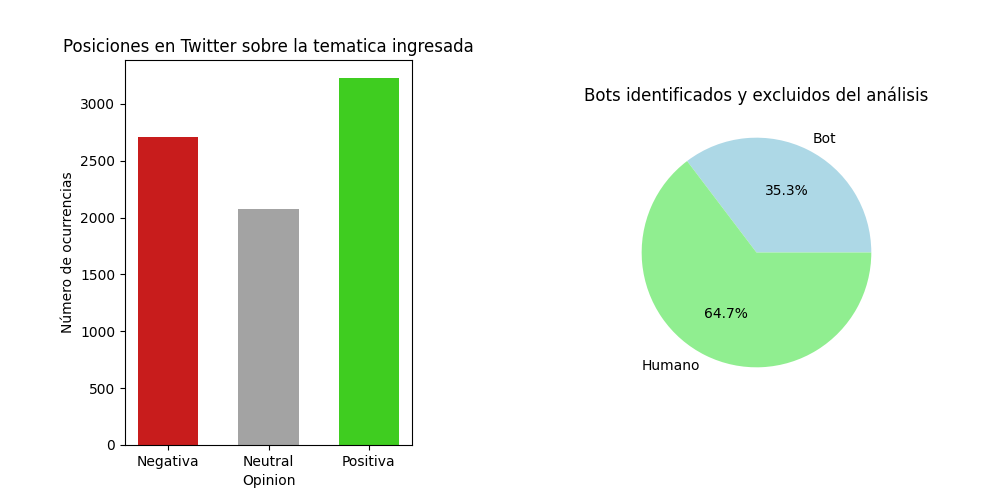 Posiciones en Twitter sobre la tematica ingresada
Número de ocurrencias
3000
2500
2000
1500
1000
500
0
Negativa
Neutral
Positiva
Opinion
Bots identificados y excluidos del análisis
Bot
35.3%
64.7%
Humano